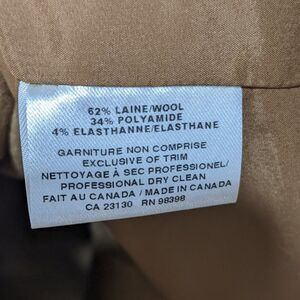 62% LAINE/WOOL
34% POLYAMIDE
4% ELASTHANNE/ELASTHANE
GARNITURE NON COMPRISE
EXCLUSIVE OF TRIM
NETTOYAGE À SEC PROFESSIONEL/
PROFESSIONAL DRY CLEAN
FAIT AU CANADA / MADE IN CANADA
CA 23130 RN 98398